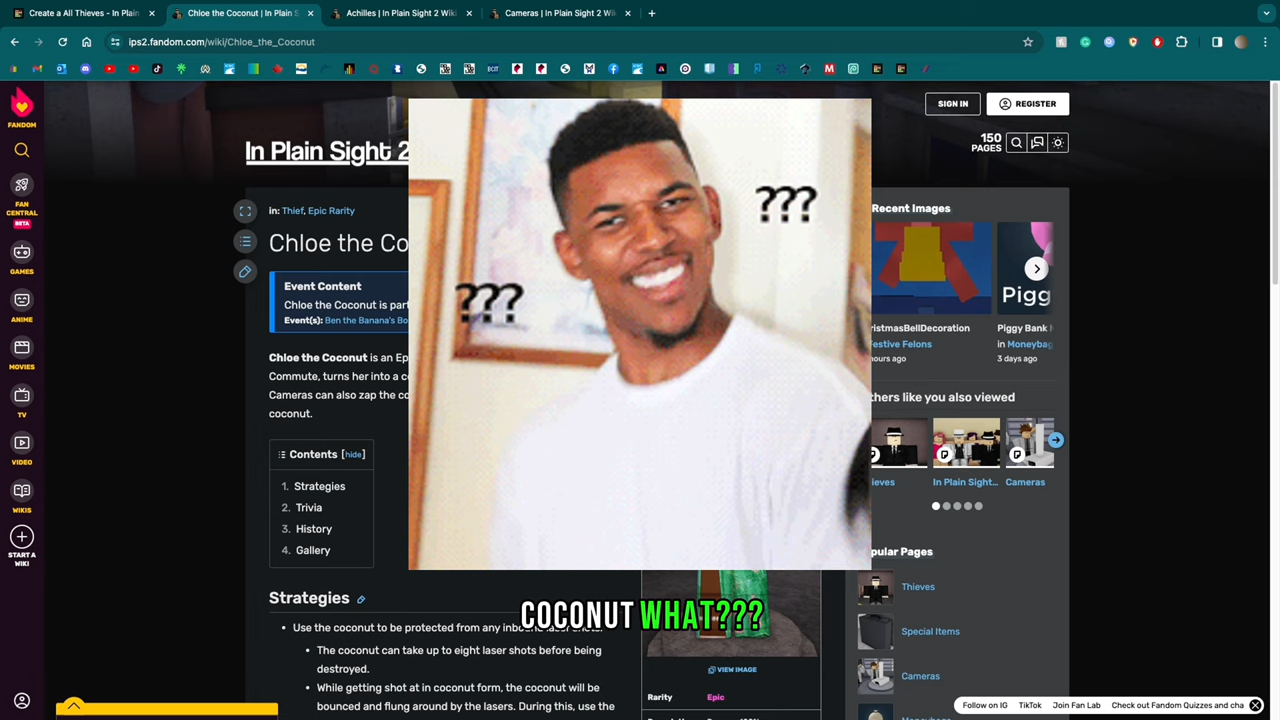 Create a All Thieves - In Plain
Chloe the Coconut | In Plain S
Achilles | In Plain Sight 2 Wiki
Cameras | In Plain Sight 2 Wi
ips2.fandom.com/wiki/Chloe_the_Coconut
FANDOM
FAN
CENTRAL
BETA
GAMES
ANIME
MOVIES
TV
VIDEO
WIKIS
START A
WIKI
In Plain Sight 2
SIGN IN
REGISTER
150
PAGES
in: Thief, Epic Rarity
Chloe the Co
Event Content
Chloe the Coconut is part
Event(s): Ben the Banana's Bo
Chloe the Coconut is an Ep
Commute, turns her into a co
Cameras can also zap the co
coconut.
Contents [hide]
1. Strategies
2. Trivia
3. History
4. Gallery
Strategies
Use the coconut to be protected from any inbound laser shots.
The coconut can take up to eight laser shots before being
destroyed.
While getting shot at in coconut form, the coconut will be
bounced and flung around by the lasers. During this, use the
???
???
COCONUT WHAT???
VIEW IMAGE
Rarity
Epic
Recent Images
Pigg
ristmasBellDecoration
estive Felons
hours ago
Piggy Bank
in Moneybag
3 days ago
thers like you also viewed
ieves
In Plain Sight...
Cameras
pular Pages
Thieves
Special Items
Cameras
Follow on IG
TikTok
Join Fan Lab
Check out Fandom Quizzes and cha